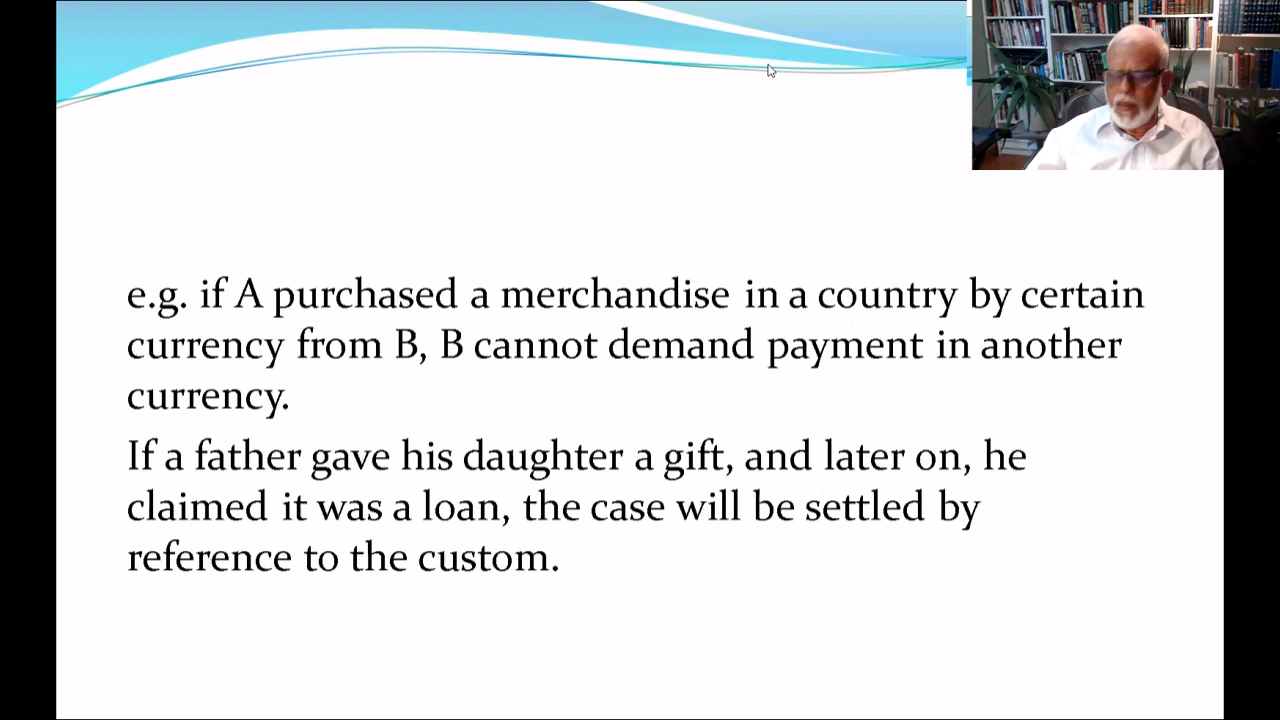 e.g. if A purchased a merchandise in a country by certain
currency from B, B cannot demand payment in another
currency.
If a father gave his daughter a gift, and later on, he
claimed it was a loan, the case will be settled by
reference to the custom.